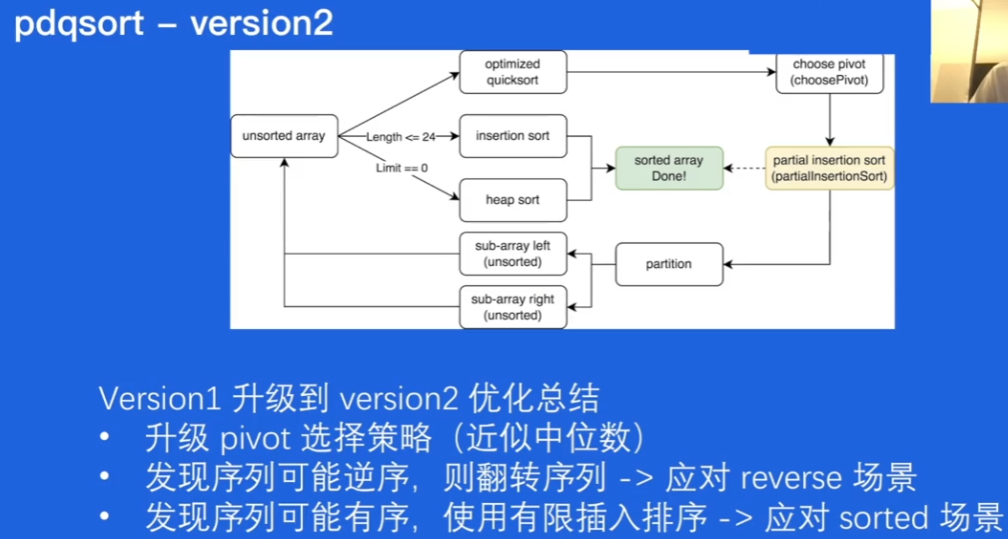 pdqsort – version2
optimized
quicksort
choose pivot
(choosePivot)
unsorted array
Length <= 24
insertion sort
Limit == 0
sorted array
Done!
partial insertion sort
(partialInsertionSort)
heap sort
sub-array left
(unsorted)
partition
sub-array right
(unsorted)
Version1 升级到 version2 优化总结
• 升级 pivot 选择策略（近似中位数）
• 发现序列可能逆序，则翻转序列 -> 应对 reverse 场景
• 发现序列可能有序，使用有限插入排序 -> 应对 sorted 场景